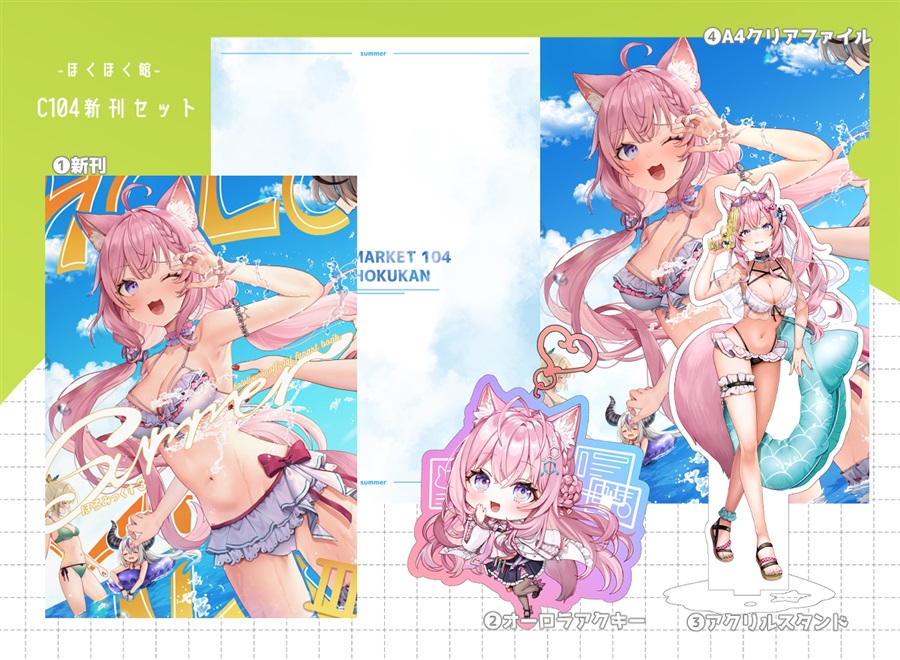 -ほくほく館-
C104新刊セット
①新刊
summer
④A4クリアファイル
MARKET 104
HOKUKAN
Summer
III
summer
②オーロラアクキー
③アクリルスタンド